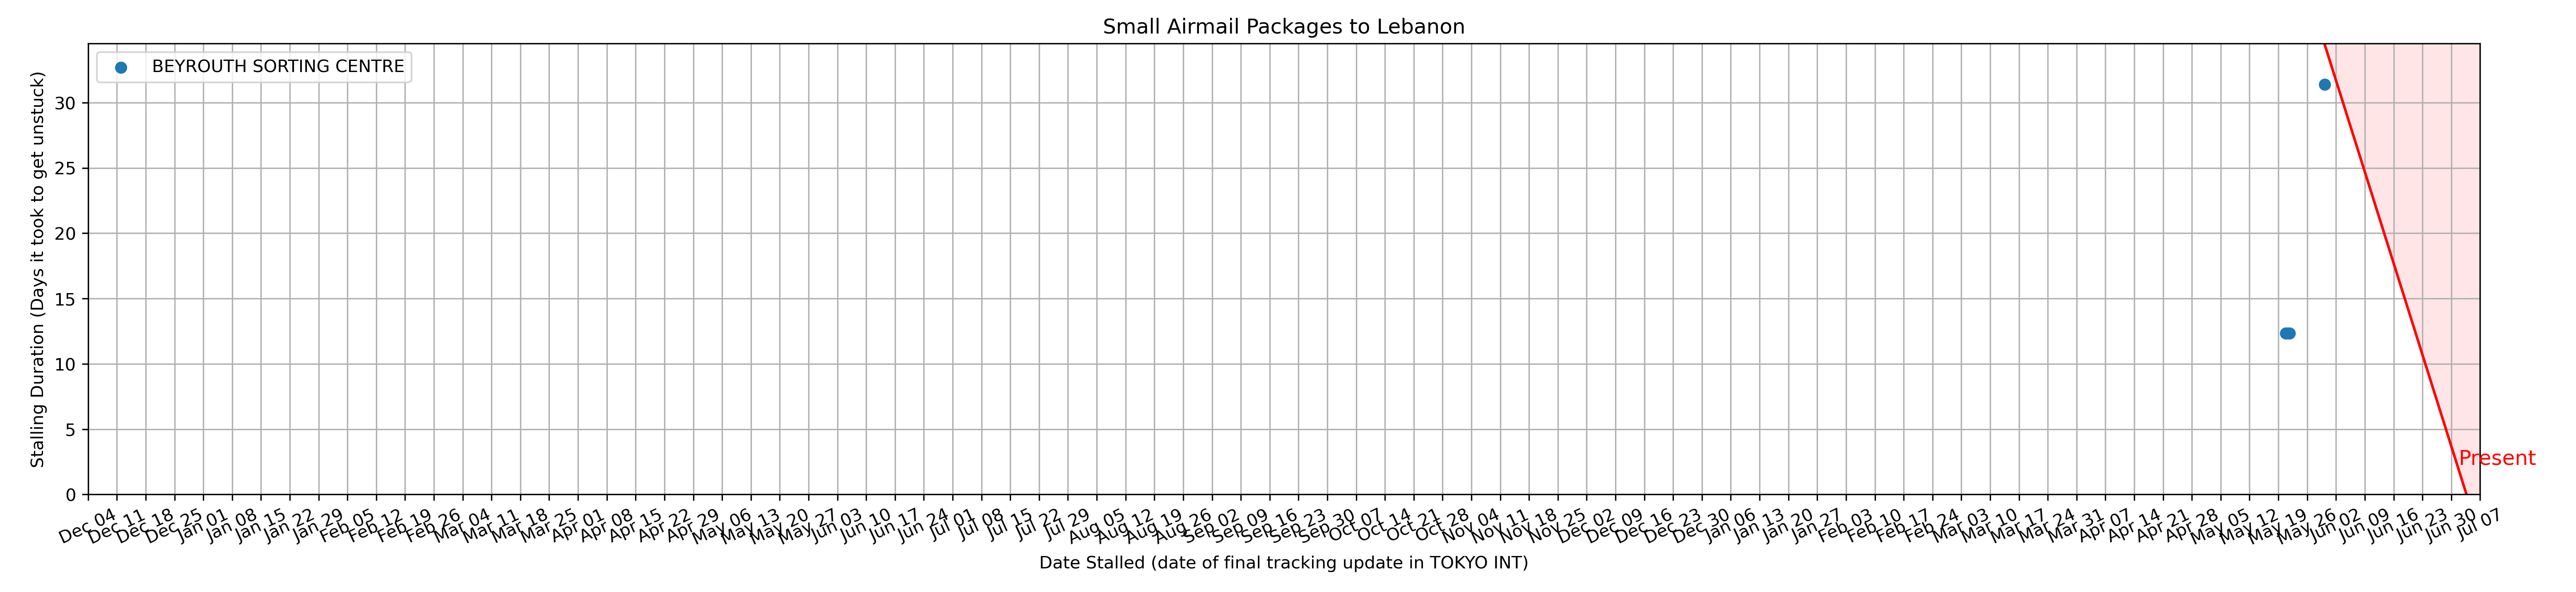 Small Airmail Packages to Lebanon
BEYROUTH SORTING CENTRE
Stalling Duration (Days it took to get unstuck)
30
25
20
15
10
5
0
Present
Dec 04
Dec 11
Dec 18
Dec 25
Jan 01
Jan 08
Jan 15
Jan 22
Jan 29
Feb 05
Feb 12
Feb 19
Feb 26
Mar 04
Mar 11
Mar 18
Mar 25
Apr 01
Apr 08
Apr 15
Apr 22
Apr 29
May 06
May 13
May 20
May 27
Jun 03
Jun 10
Jun 17
Jun 24
Jul 01
Jul 08
Jul 15
Jul 22
Jul 29
Aug 05
Aug 12
Aug 19
Aug 26
Sep 02
Sep 09
Sep 16
Sep 23
Sep 30
Oct 07
Oct 14
Oct 21
Oct 28
Nov 04
Nov 11
Nov 18
Nov 25
Dec 02
Dec 09
Dec 16
Dec 23
Dec 30
Jan 06
Jan 13
Jan 20
Jan 27
Feb 03
Feb 10
Feb 17
Feb 24
Mar 03
Mar 10
Mar 17
Mar 24
Mar 31
Apr 07
Apr 14
Apr 21
Apr 28
May 05
May 12
May 19
May 26
Jun 02
Jun 09
Jun 16
Jun 23
Jun 30
Jul 07
Date Stalled (date of final tracking update in TOKYO INT)